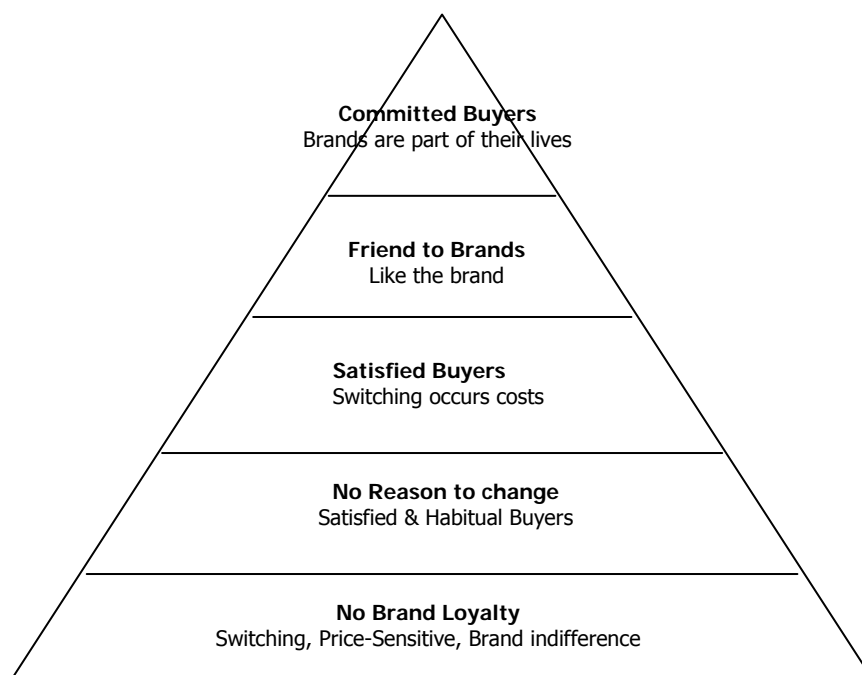 Committed Buyers
Brands are part of their lives
Friend to Brands
Like the brand
Satisfied Buyers
Switching occurs costs
No Reason to change
Satisfied & Habitual Buyers
No Brand Loyalty
Switching, Price-Sensitive, Brand indifference